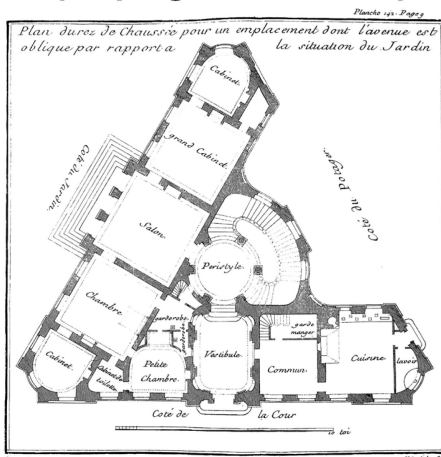 Planche 142. Page 9
Plan du rez de Chaussée pour un emplacement dont l'avenue est
oblique par rapport a la situation du Jardin
Cabinet
grand Cabinet
Coté du Jardin
Salon
Coté du Potager
Peristyle
Chambre
garderobe
garderobe
garde
manger
Cabinet
Petite
Chambre
Vestibule
Commun
Cuisine
lavoir
Coté de la Cour
10 toi